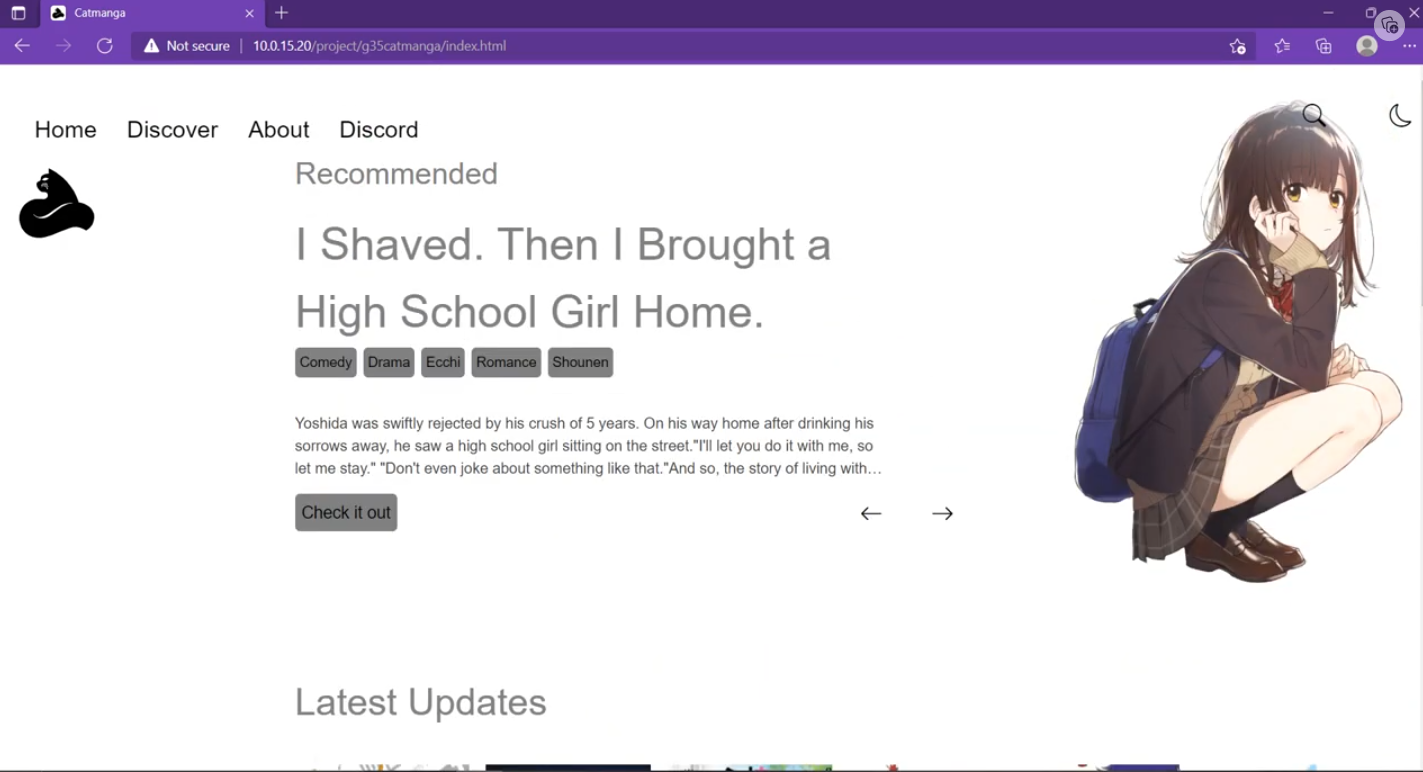 Catmanga
Not secure
10.0.15.20/project/g35catmanga/index.html
Home Discover About Discord
Recommended
I Shaved. Then I Brought a
High School Girl Home.
Comedy Drama Ecchi Romance Shounen
Yoshida was swiftly rejected by his crush of 5 years. On his way home after drinking his
sorrows away, he saw a high school girl sitting on the street."I'll let you do it with me, so
let me stay." "Don't even joke about something like that."And so, the story of living with…
Check it out
Latest Updates